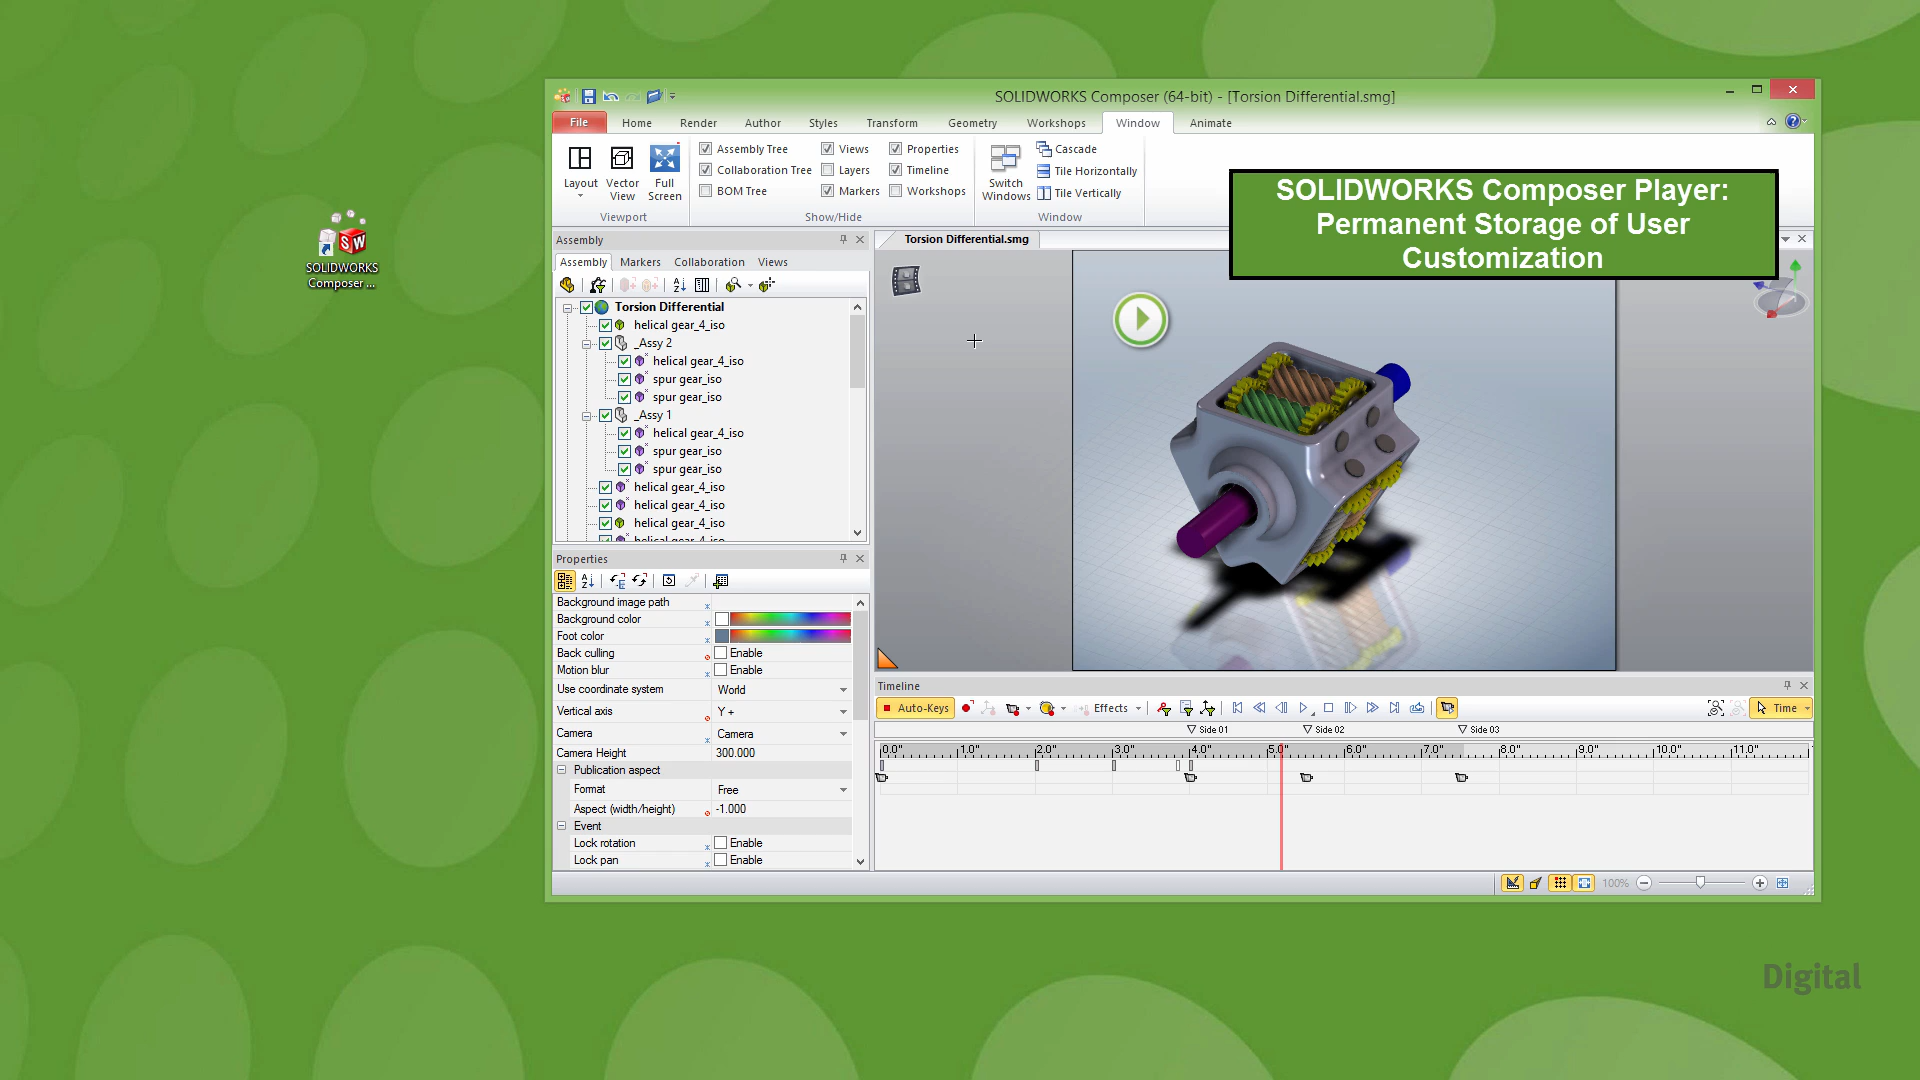 SOLIDWORKS Composer (64-bit) - [Torsion Differential.smg]
File Home Render Author Styles Transform Geometry Workshops Window Animate
Layout
Vector View
Full Screen
Viewport
Assembly Tree
Collaboration Tree
BOM Tree
Views
Layers
Markers
Properties
Timeline
Workshops
Show/Hide
Switch Windows
Cascade
Tile Horizontally
Tile Vertically
Window
SOLIDWORKS Composer Player:
Permanent Storage of User
Customization
SW
SOLIDWORKS
Composer ...
Assembly
Assembly Markers Collaboration Views
Torsion Differential
helical gear_4_iso
_Assy 2
helical gear_4_iso
spur gear_iso
spur gear_iso
_Assy 1
helical gear_4_iso
spur gear_iso
spur gear_iso
helical gear_4_iso
helical gear_4_iso
helical gear_4_iso
helical gear_4_iso
Torsion Differential.smg
Properties
Background image path
Background color
Foot color
Back culling Enable
Motion blur Enable
Use coordinate system World
Vertical axis Y +
Camera Camera
Camera Height 300.000
Publication aspect
Format Free
Aspect (width/height) -1.000
Event
Lock rotation Enable
Lock pan Enable
Timeline
Auto-Keys Effects Time
Side 01 Side 02 Side 03
0.0" 1.0" 2.0" 3.0" 4.0" 5.0" 6.0" 7.0" 8.0" 9.0" 10.0" 11.0"
100%
Digital